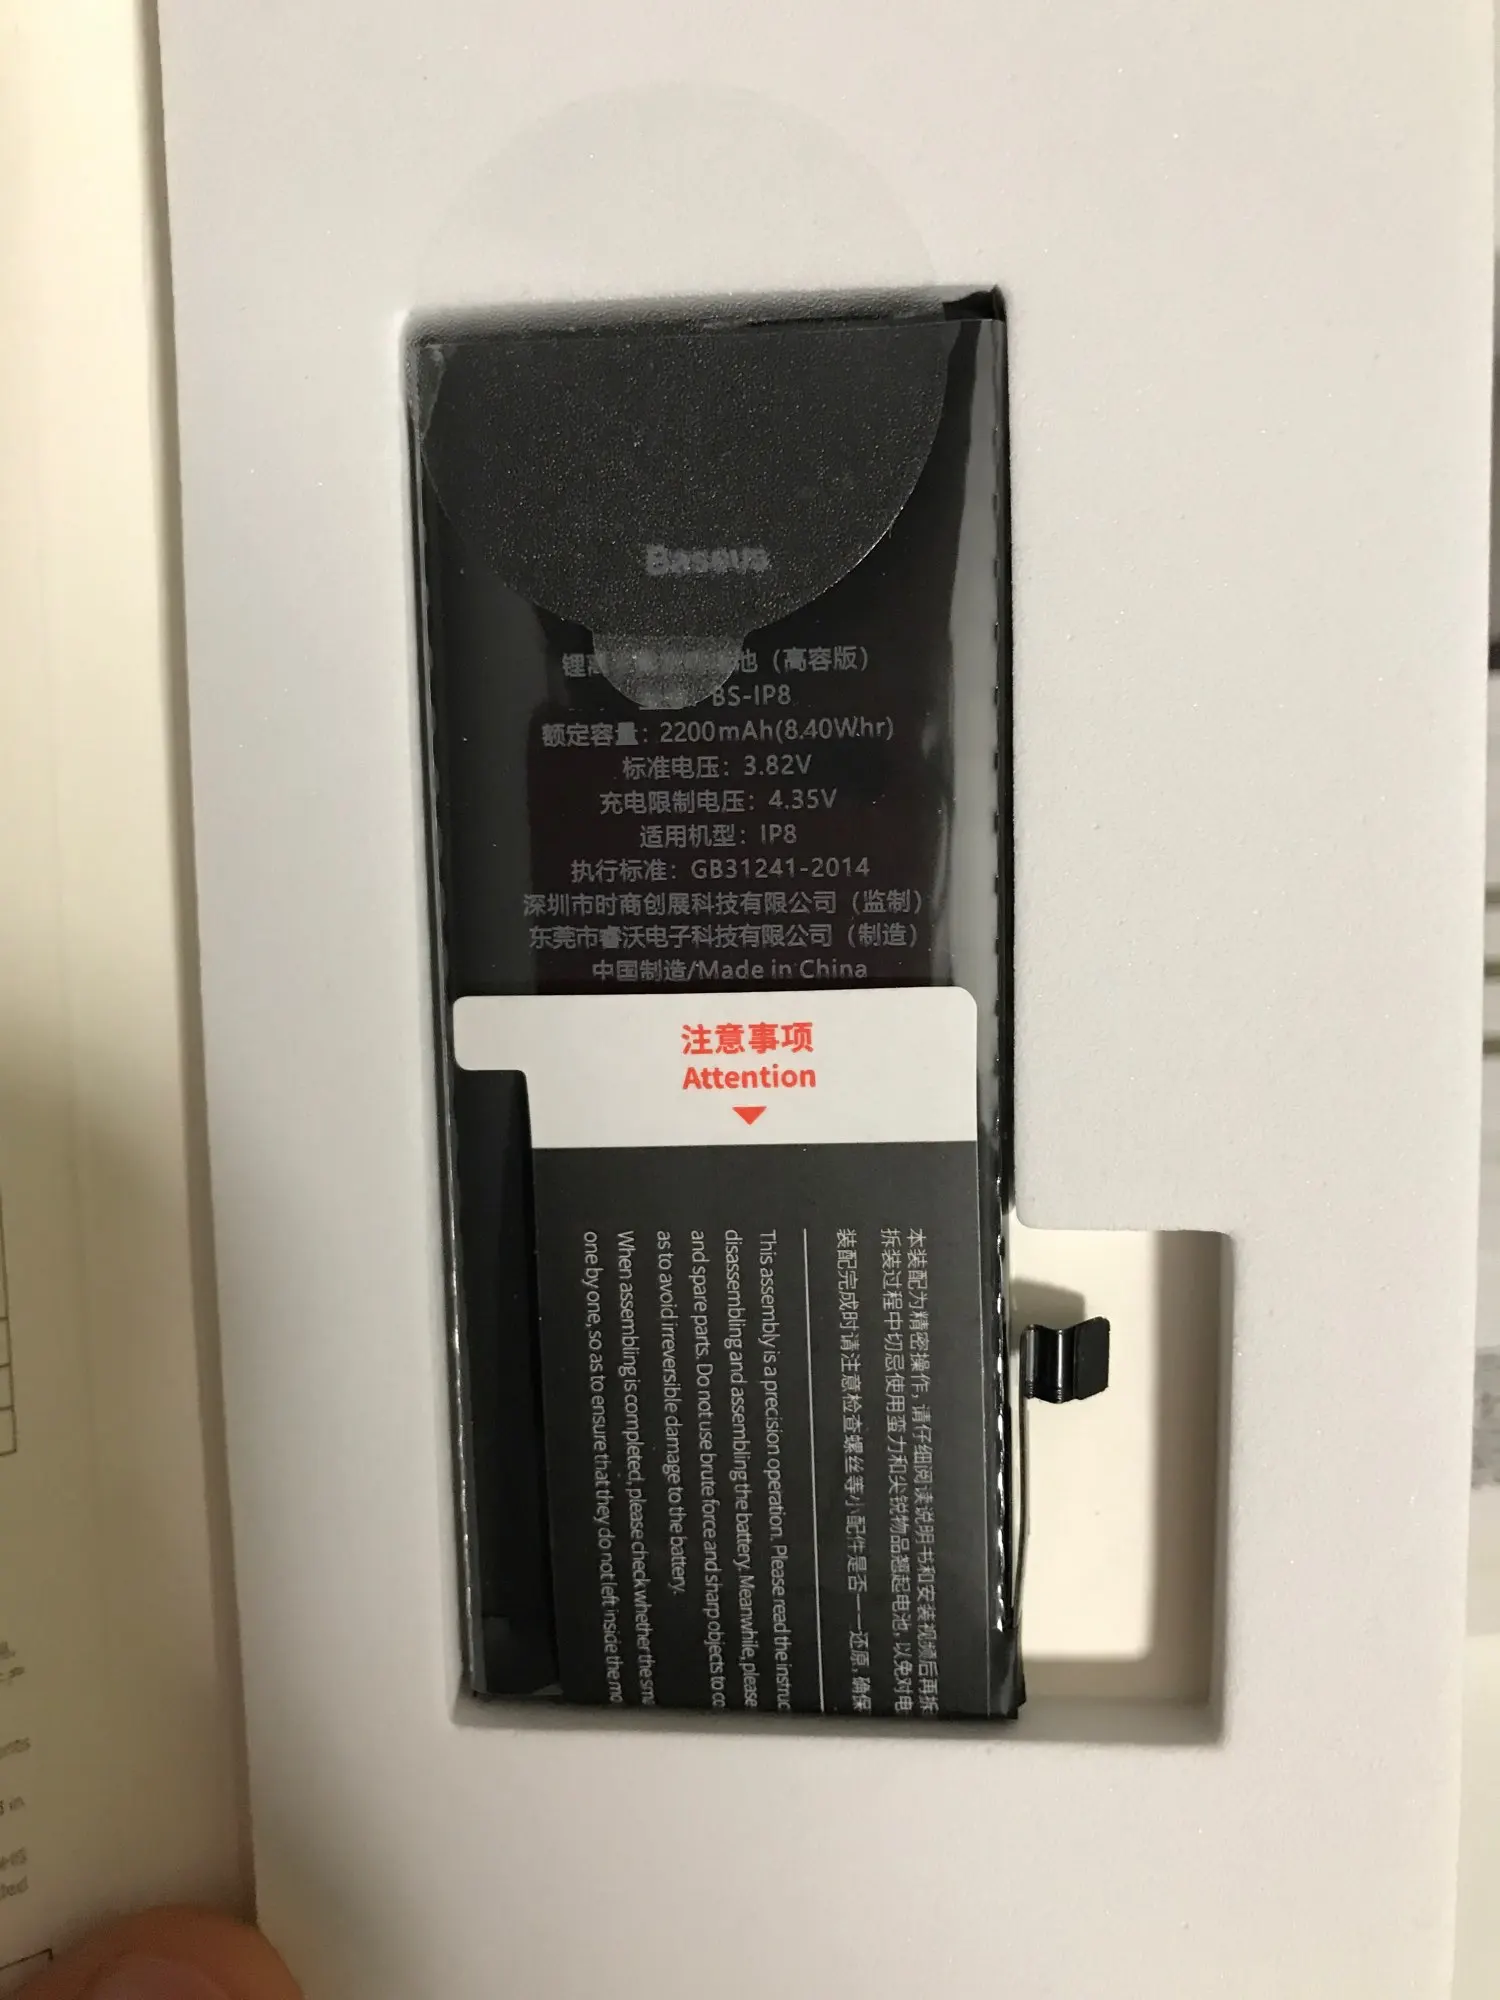 Baseus
锂离
池（高容版）
BS-IP8
额定容量：2200mAh(8.40Whr)
标准电压：3.82V
充电限制电压：4.35V
适用机型：IP8
执行标准：GB31241-2014
深圳市时商创展科技有限公司（监制）
东莞市睿沃电子科技有限公司（制造）
中国制造/Made in China
注意事项
Attention
本装配为精密操作，请仔细阅读说明书和安装视频后再拆
拆装过程中切忌使用蛮力和尖锐物品翘起电池，以免对电
装配完成时请注意检查螺丝等小配件是否一一还原，确保
This assembly is a precision operation. Please read the instruc
disassembling and assembling the battery. Meanwhile, please
and spare parts. Do not use brute force and sharp objects to co
as to avoid irreversible damage to the battery.
When assembling is completed, please check whether the sma
one by one, so as to ensure that they do not left inside the mo